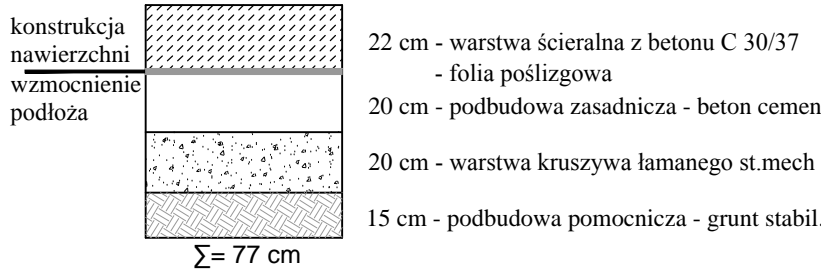 konstrukcja
nawierzchni
wzmocnienie
podłoża
22 cm - warstwa ścieralna z betonu C 30/37
- folia poślizgowa
20 cm - podbudowa zasadnicza - beton cemen
20 cm - warstwa kruszywa łamanego st.mech
15 cm - podbudowa pomocnicza - grunt stabil.
∑= 77 cm